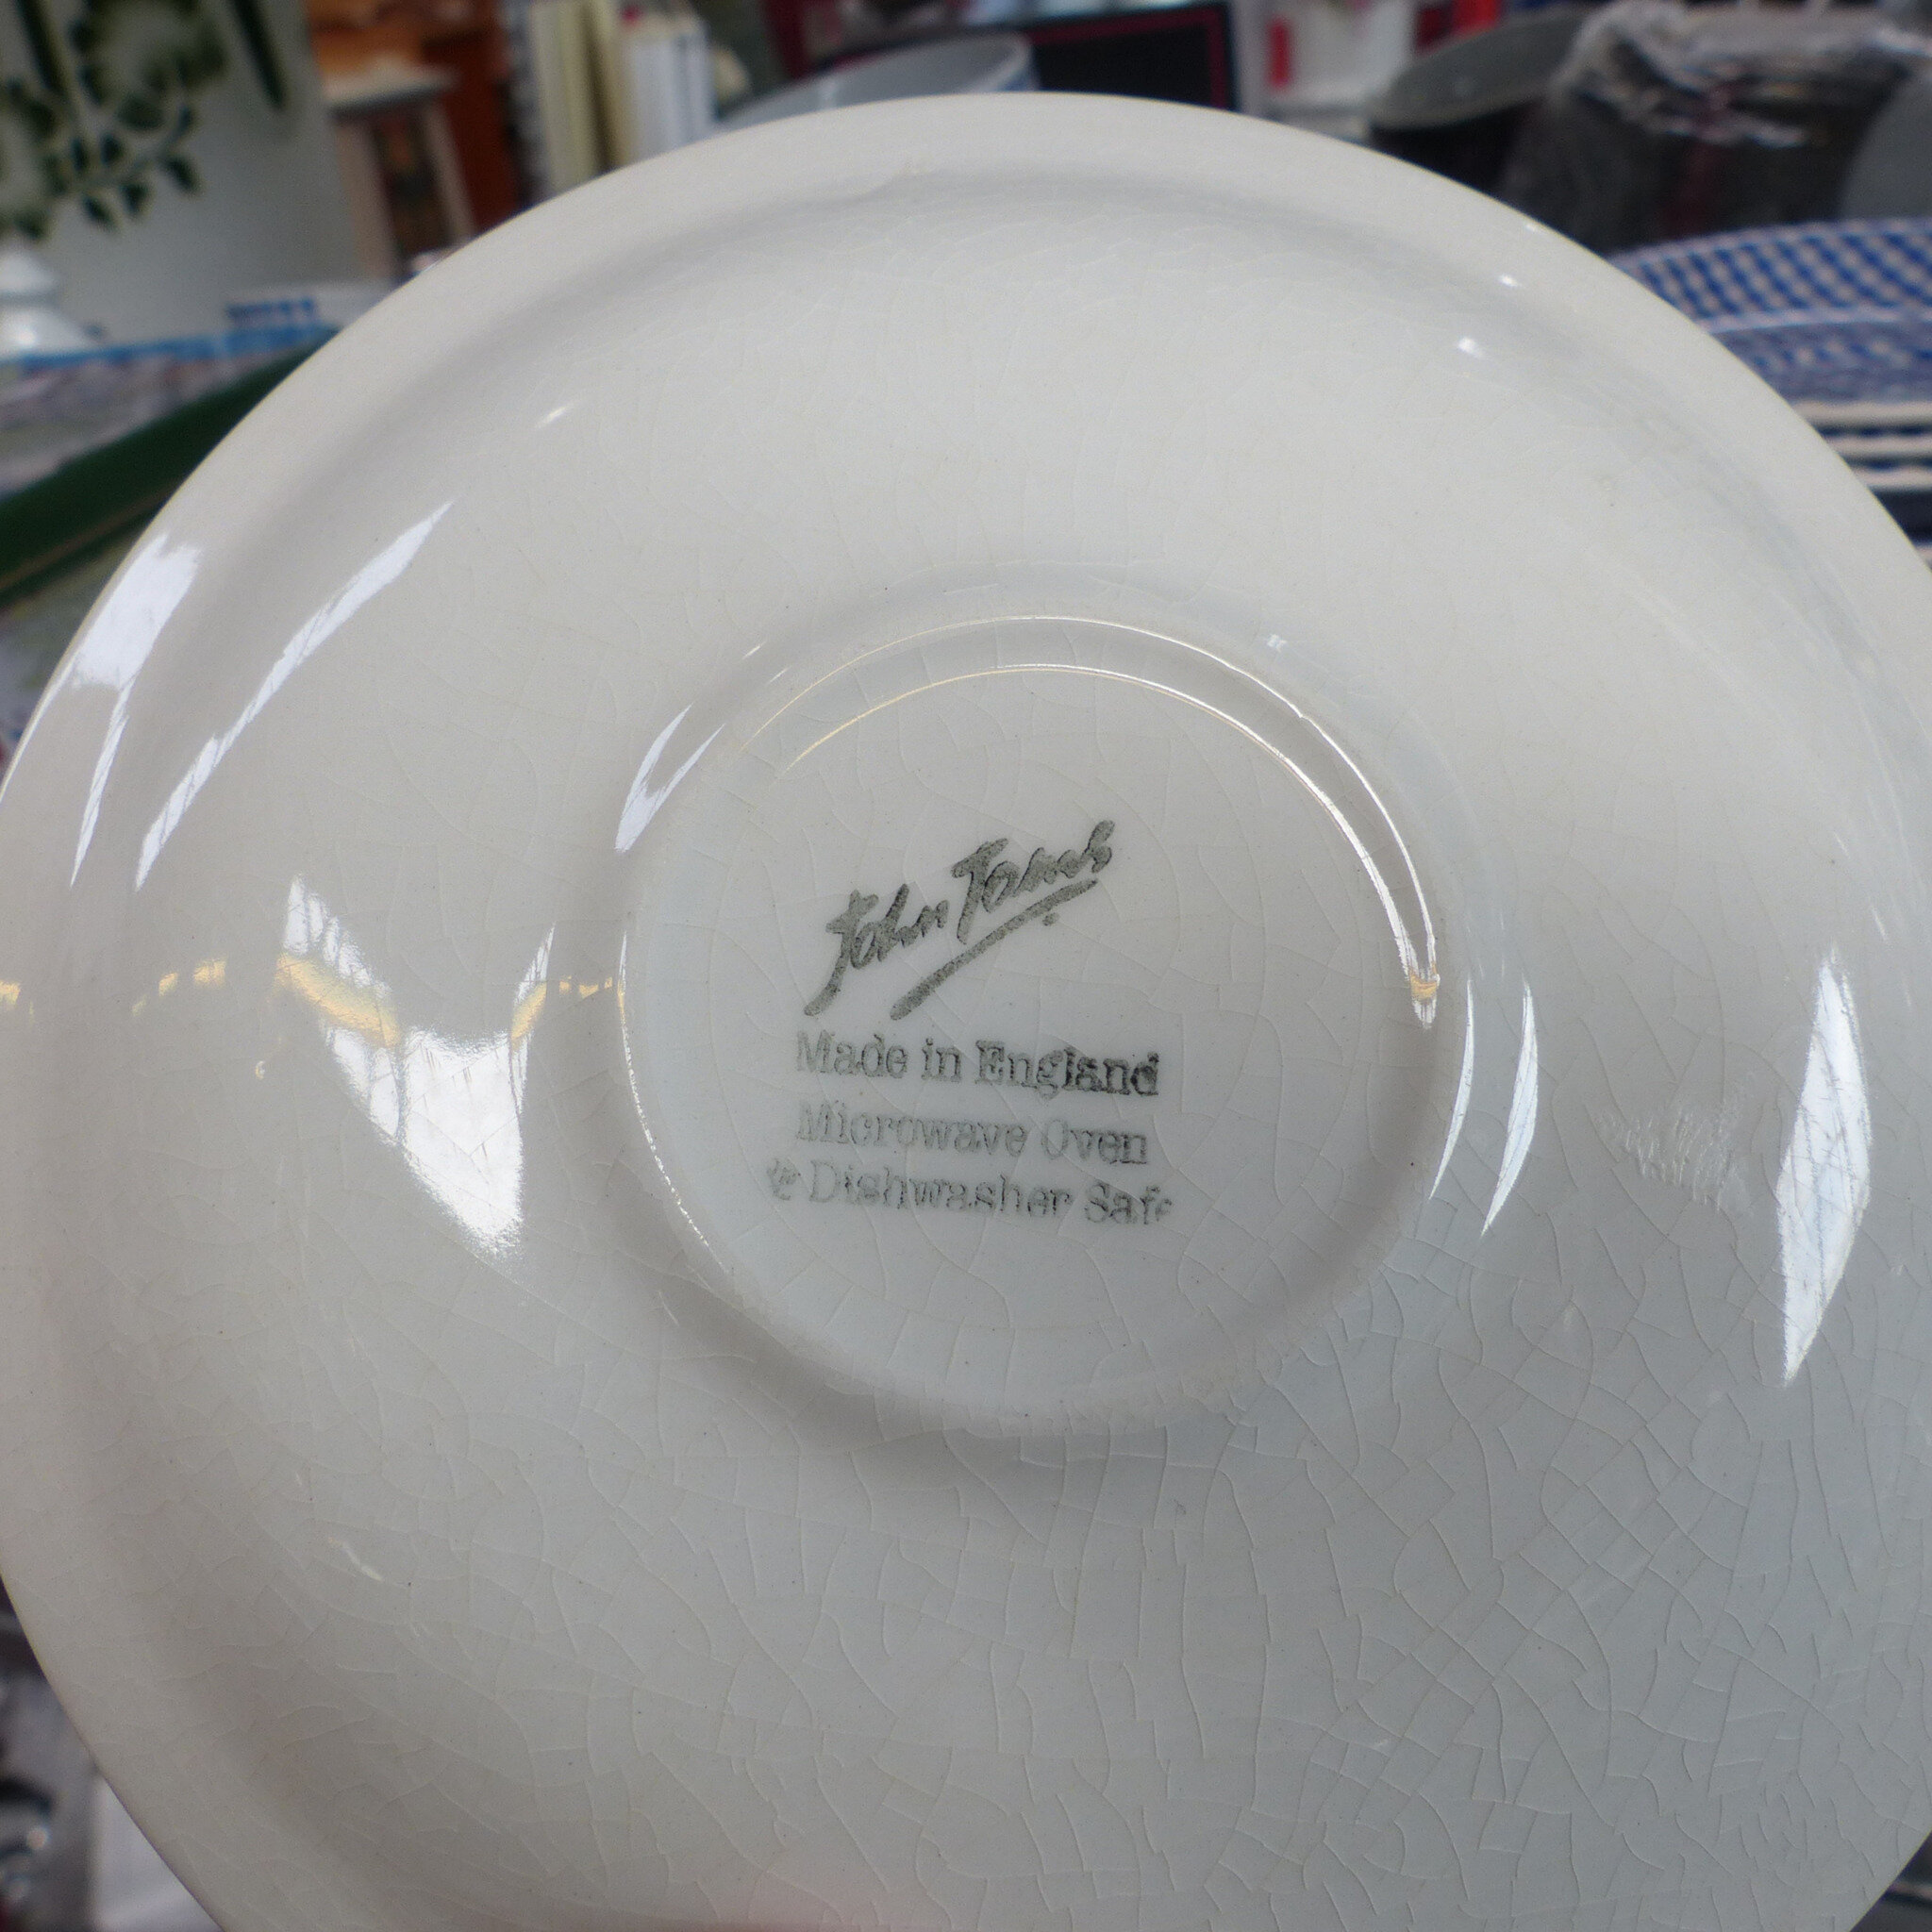 John Tams
Made in England
Microwave Oven
& Dishwasher Safe